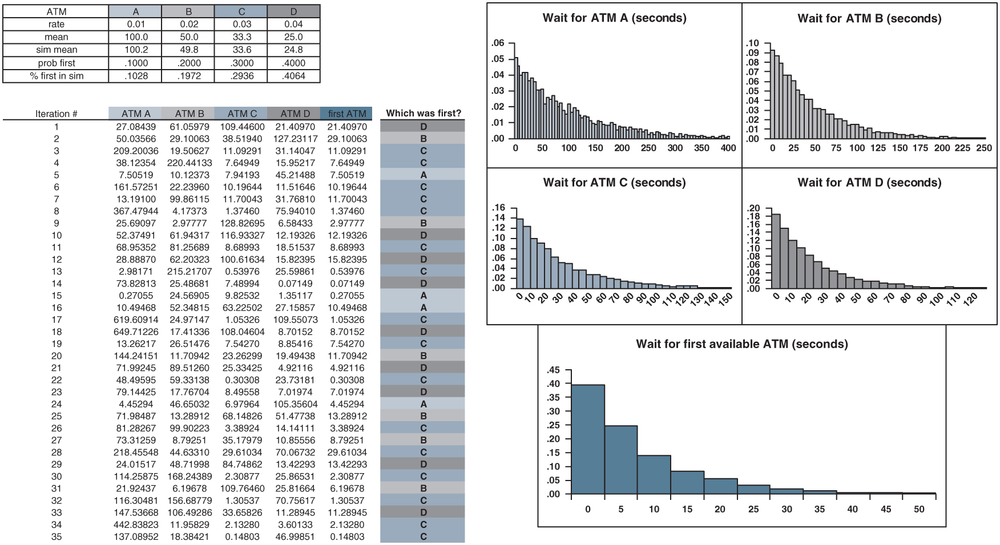 ATM A B C D
rate 0.01 0.02 0.03 0.04
mean 100.0 50.0 33.3 25.0
sim mean 100.2 49.8 33.6 24.8
prob first .1000 .2000 .3000 .4000
% first in sim .1028 .1972 .2936 .4064
Iteration # ATM A ATM B ATM C ATM D first ATM Which was first?
1 27.08439 61.05979 109.44600 21.40970 21.40970 D
2 50.03566 29.10063 38.51940 127.23117 29.10063 B
3 209.20036 19.50627 11.09291 31.14047 11.09291 C
4 38.12354 220.44133 7.64949 15.95217 7.64949 C
5 7.50519 10.12373 7.94193 45.21488 7.50519 A
6 161.57251 22.23960 10.19644 11.51646 10.19644 C
7 13.19100 99.86115 11.70043 31.76810 11.70043 C
8 367.47944 4.17373 1.37460 75.94010 1.37460 C
9 25.69097 2.97777 128.82695 6.58433 2.97777 B
10 52.37491 61.94317 116.93327 12.19326 12.19326 D
11 68.95352 81.25689 8.68993 18.51537 8.68993 C
12 28.88870 62.20323 100.61634 15.82395 15.82395 D
13 2.98171 215.21707 0.53976 25.59861 0.53976 C
14 73.82813 25.48681 7.48994 0.07149 0.07149 D
15 0.27055 24.56905 9.82532 1.35117 0.27055 A
16 10.49468 52.34815 63.22502 27.15857 10.49468 A
17 619.60914 24.97147 1.05326 109.55073 1.05326 C
18 649.71226 17.41336 108.04604 8.70152 8.70152 D
19 13.26217 26.51476 7.54270 8.85416 7.54270 C
20 144.24151 11.70942 23.26299 19.49438 11.70942 B
21 71.99245 89.51260 25.33425 4.92116 4.92116 D
22 48.49595 59.33138 0.30308 23.73181 0.30308 C
23 79.14425 17.76704 8.49558 7.01974 7.01974 D
24 4.45294 46.65032 6.97964 105.35604 4.45294 A
25 71.98487 13.28912 68.14826 51.47738 13.28912 B
26 81.28267 99.90223 3.38924 14.14111 3.38924 C
27 73.31259 8.79251 35.17979 10.85556 8.79251 B
28 218.45548 44.63310 29.61034 70.06732 29.61034 C
29 24.01517 48.71998 84.74862 13.42293 13.42293 D
30 114.25875 168.24389 2.30877 25.86531 2.30877 C
31 21.92437 6.19678 109.76460 25.81664 6.19678 B
32 116.30481 156.68779 1.30537 70.75617 1.30537 C
33 147.53668 106.49286 33.65826 11.28945 11.28945 D
34 442.83823 11.95829 2.13280 3.60133 2.13280 C
35 137.08952 18.38421 0.14803 46.99851 0.14803 C
Wait for ATM A (seconds)
.06
.05
.04
.03
.02
.01
.00
0 50 100 150 200 250 300 350 400
Wait for ATM B (seconds)
.10
.09
.08
.07
.06
.05
.04
.03
.02
.01
.00
0 25 50 75 100 125 150 175 200 225 250
Wait for ATM C (seconds)
.16
.14
.12
.10
.08
.06
.04
.02
.00
0 10 20 30 40 50 60 70 80 90 100 110 120 130 140 150
Wait for ATM D (seconds)
.20
.18
.16
.14
.12
.10
.08
.06
.04
.02
.00
0 10 20 30 40 50 60 70 80 90 100 110 120
Wait for first available ATM (seconds)
.45
.40
.35
.30
.25
.20
.15
.10
.05
.00
0 5 10 15 20 25 30 35 40 45 50